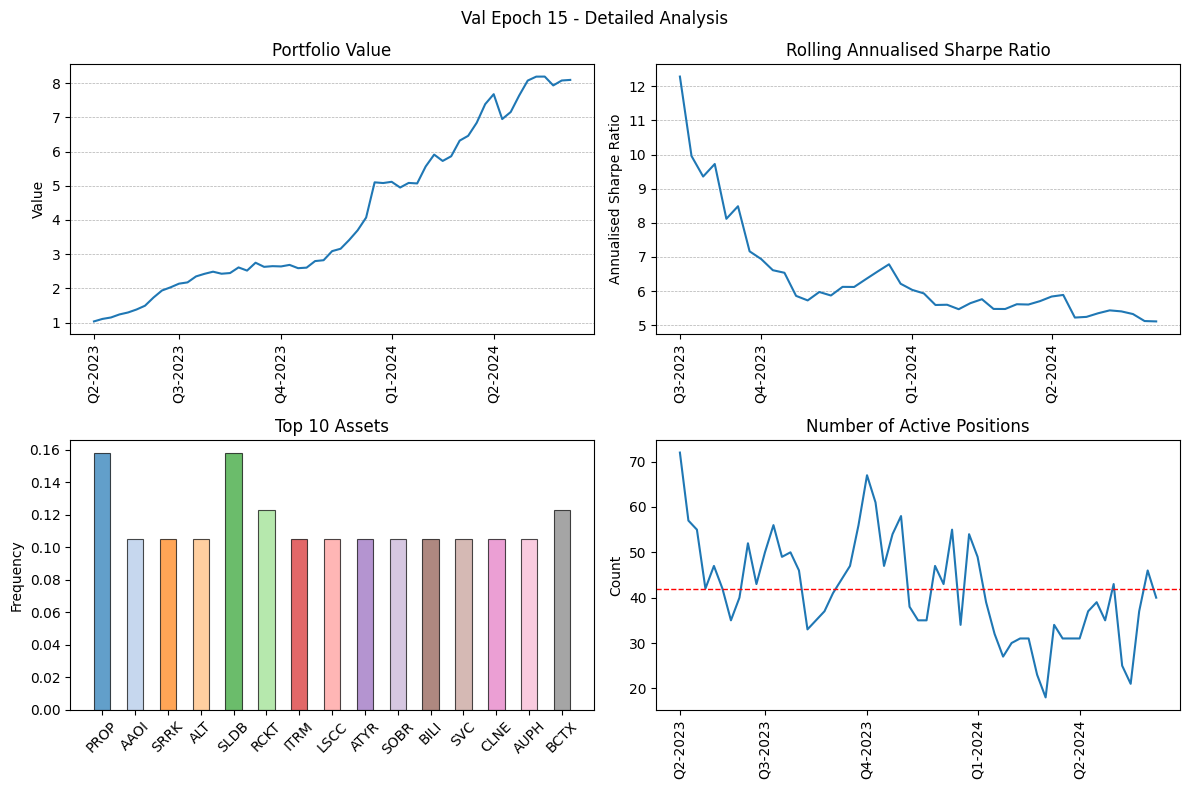 Val Epoch 15 - Detailed Analysis
Portfolio Value
Value
8
7
6
5
4
3
2
1
Q2-2023
Q3-2023
Q4-2023
Q1-2024
Q2-2024
Rolling Annualised Sharpe Ratio
Annualised Sharpe Ratio
12
11
10
9
8
7
6
5
Q3-2023
Q4-2023
Q1-2024
Q2-2024
Top 10 Assets
Frequency
0.16
0.14
0.12
0.10
0.08
0.06
0.04
0.02
0.00
PROP
AAOI
SRRK
ALT
SLDB
RCKT
ITRM
LSCC
ATYR
SOBR
BILI
SVC
CLNE
AUPH
BCTX
Number of Active Positions
Count
70
60
50
40
30
20
Q2-2023
Q3-2023
Q4-2023
Q1-2024
Q2-2024